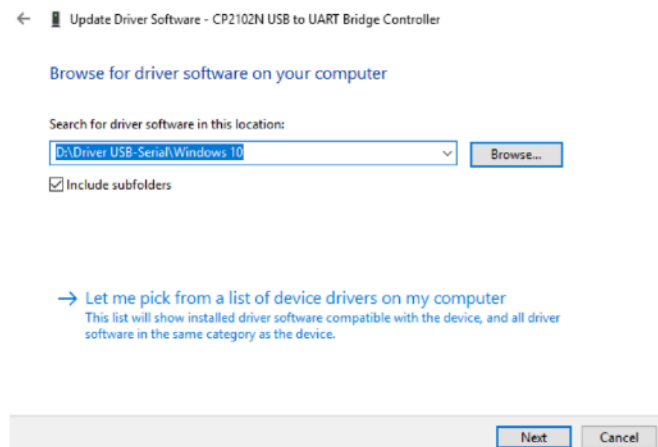 Update Driver Software - CP2102N USB to UART Bridge Controller
Browse for driver software on your computer
Search for driver software in this location:
D:\Driver USB-Serial\Windows 10
Browse...
Include subfolders
Let me pick from a list of device drivers on my computer
This list will show installed driver software compatible with the device, and all driver
software in the same category as the device.
Next
Cancel